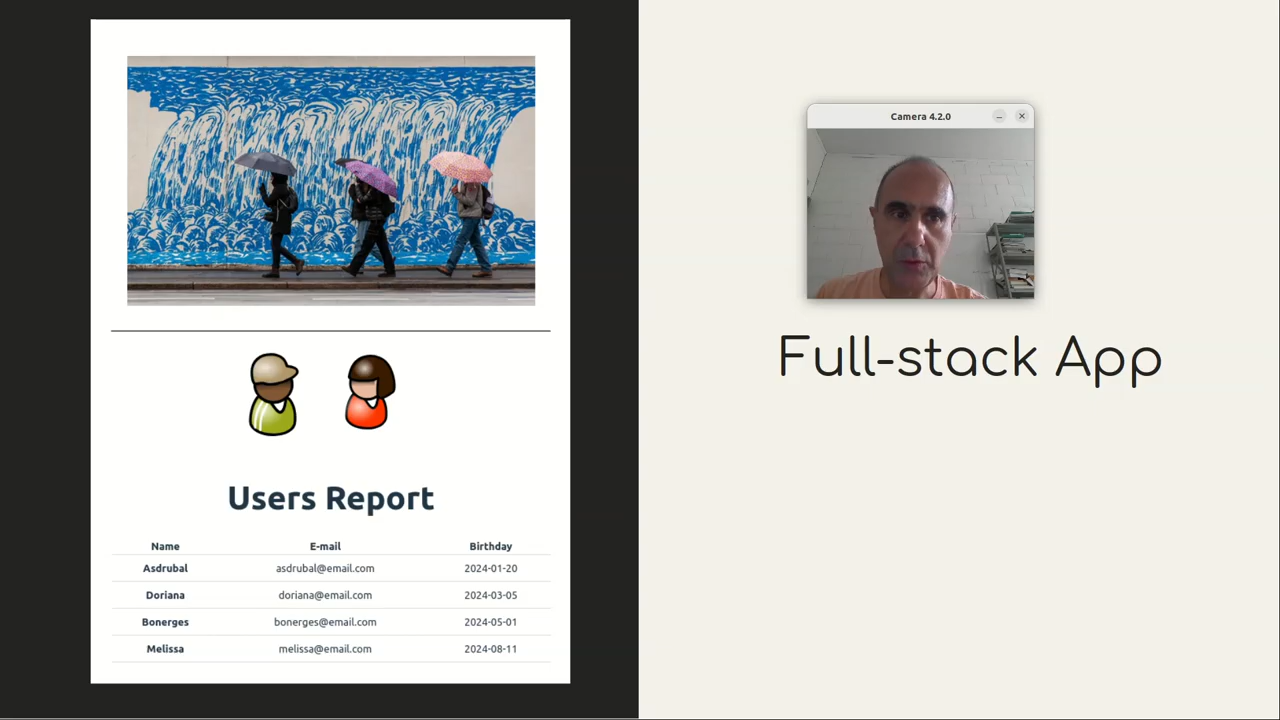 Camera 4.2.0
Full-stack App
Users Report
Name E-mail Birthday
Asdrubal asdrubal@email.com 2024-01-20
Doriana doriana@email.com 2024-03-05
Bonerges bonerges@email.com 2024-05-01
Melissa melissa@email.com 2024-08-11